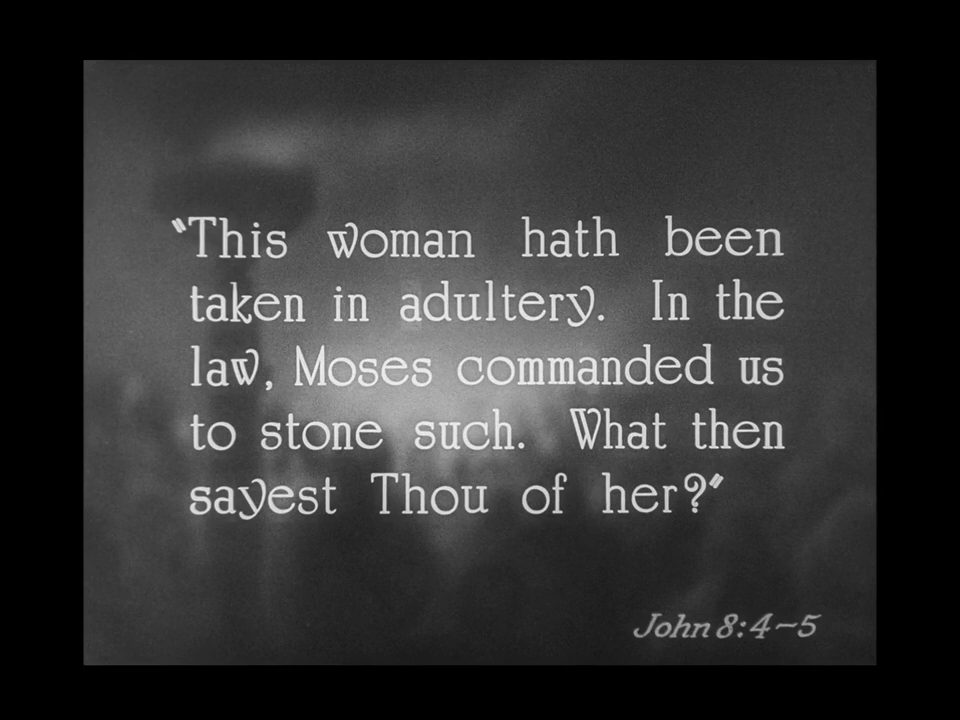 "This woman hath been
taken in adultery. In the
law, Moses commanded us
to stone such. What then
sayest Thou of her?"
John 8:4-5